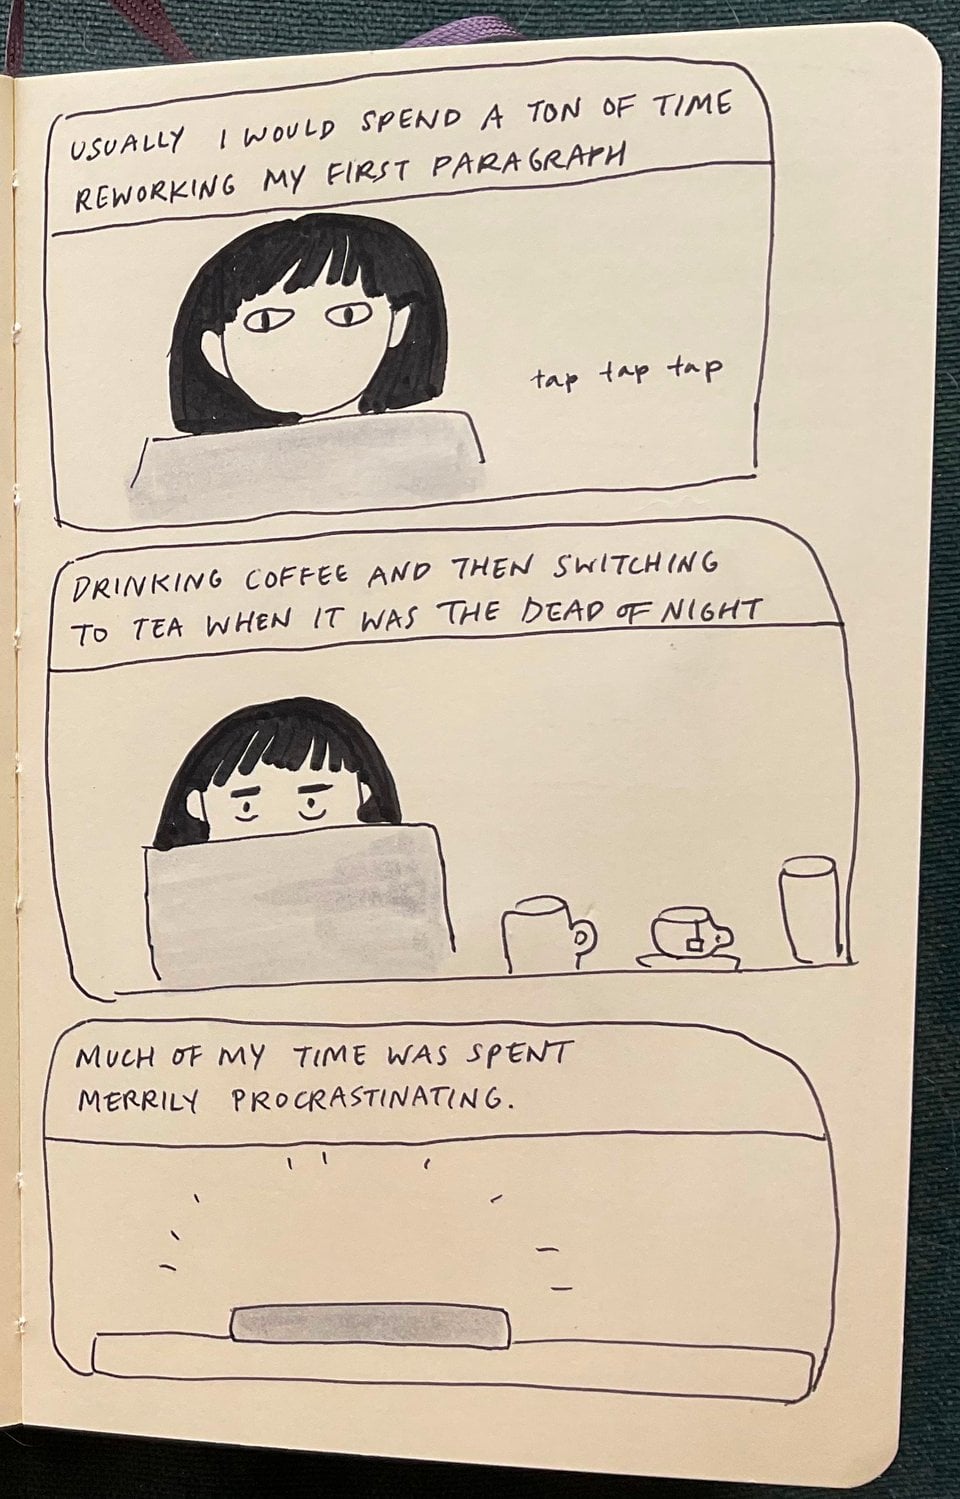 USUALLY I WOULD SPEND A TON OF TIME
REWORKING MY FIRST PARAGRAPH
tap tap tap
DRINKING COFFEE AND THEN SWITCHING
TO TEA WHEN IT WAS THE DEAD OF NIGHT
MUCH OF MY TIME WAS SPENT
MERRILY PROCRASTINATING.